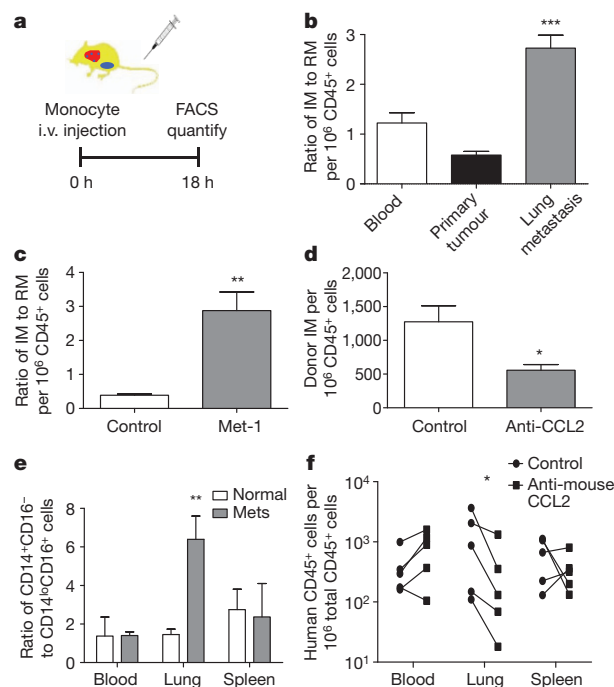 a
Monocyte
i.v. injection
FACS
quantify
0 h
18 h
b
Ratio of IM to RM
per 10⁶ CD45⁺ cells
3
2
1
0
***
Blood
Primary
tumour
Lung
metastasis
c
Ratio of IM to RM
per 10⁶ CD45⁺ cells
4
3
2
1
0
**
Control
Met-1
d
Donor IM per
10⁶ CD45⁺ cells
2,000
1,500
1,000
500
0
*
Control
Anti-CCL2
e
Ratio of CD14⁺CD16⁻
to CD14ˡᵒCD16⁺ cells
8
6
4
2
0
**
Normal
Mets
Blood
Lung
Spleen
f
Control
Anti-mouse
CCL2
Human CD45⁺ cells per
10⁶ total CD45⁺ cells
10⁴
10³
10²
10¹
*
Blood
Lung
Spleen